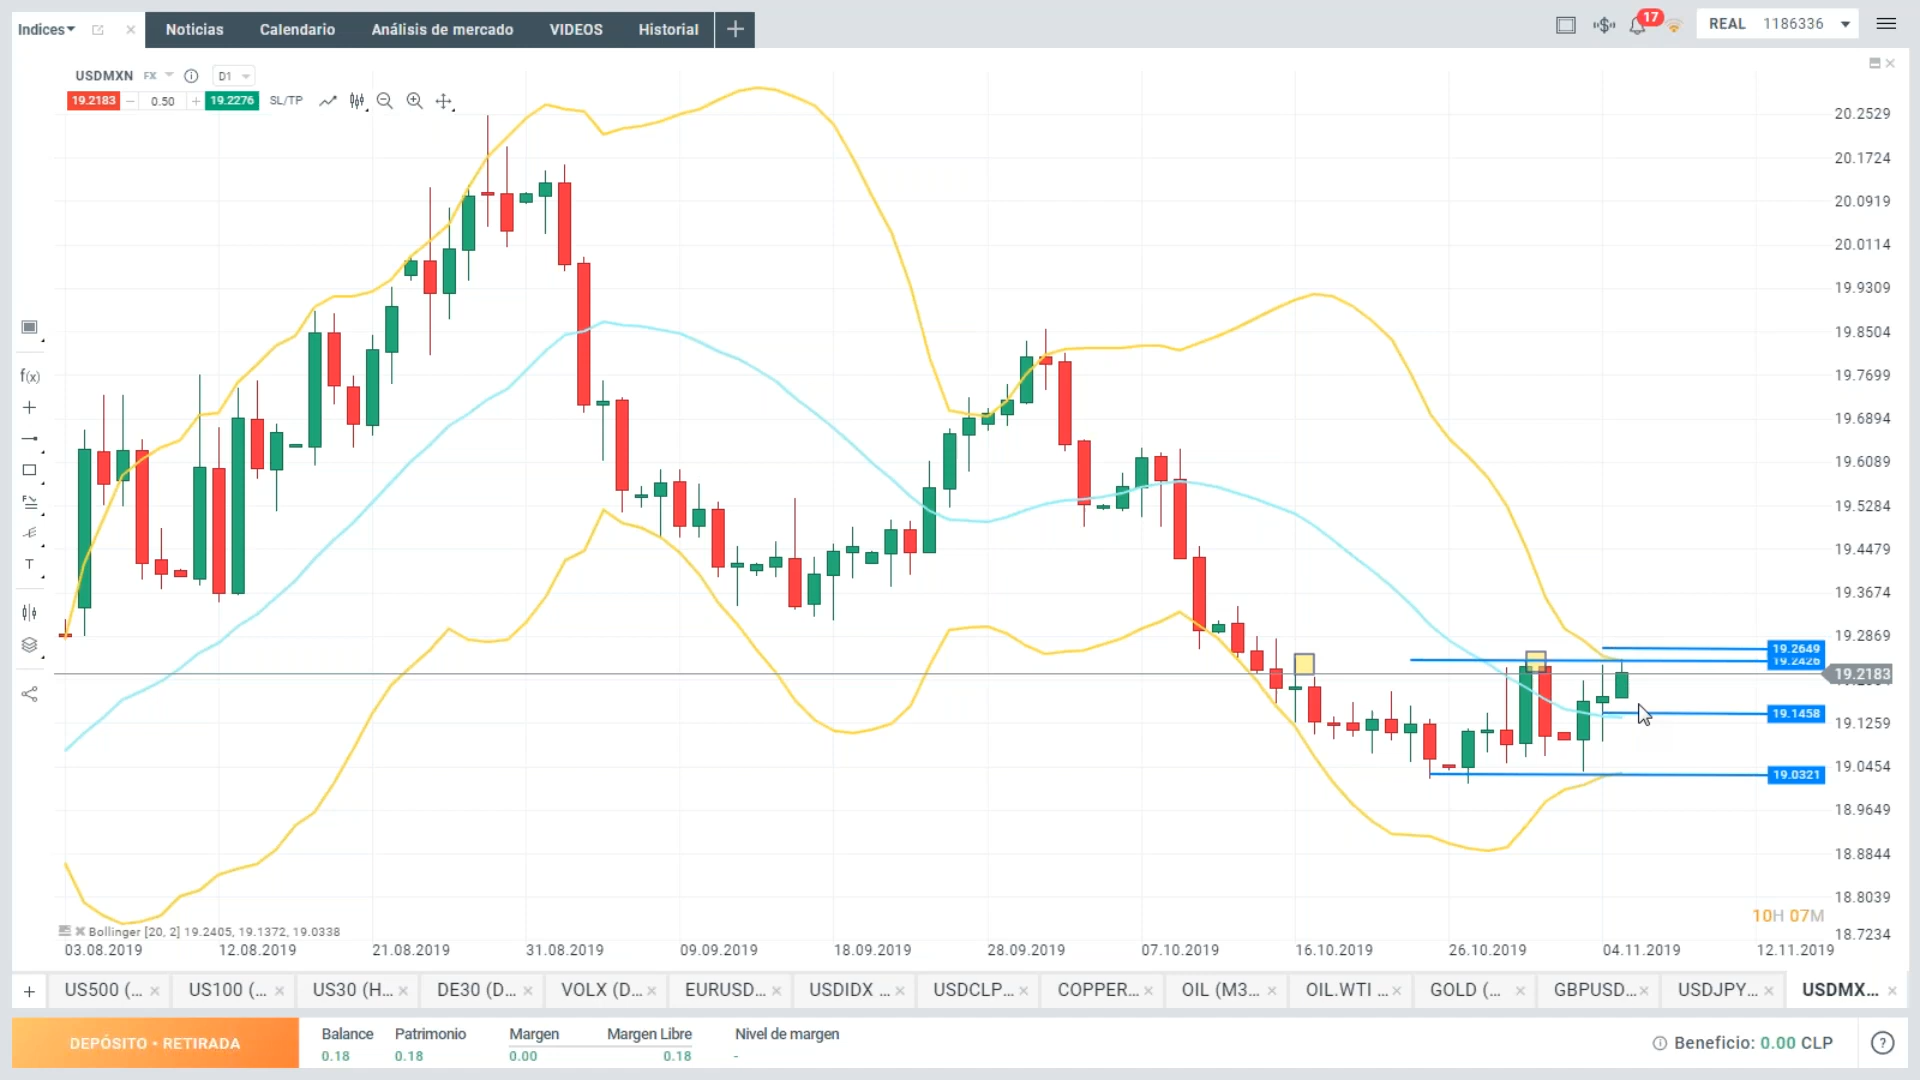 Indices
Noticias
Calendario
Análisis de mercado
VIDEOS
Historial
17
REAL 1186336
USDMXN FX D1
19.2183 0.50 19.2276 SL/TP
20.2529
20.1724
20.0919
20.0114
19.9309
19.8504
19.7699
19.6894
19.6089
19.5284
19.4479
19.3674
19.2869
19.2649
19.2426
19.2183
19.1458
19.1259
19.0454
19.0321
18.9649
18.8844
18.8039
18.7234
f(x)
T
10H 07M
Bollinger [20, 2] 19.2405, 19.1372, 19.0338
03.08.2019 12.08.2019 21.08.2019 31.08.2019 09.09.2019 18.09.2019 28.09.2019 07.10.2019 16.10.2019 26.10.2019 04.11.2019 12.11.2019
US500 (... US100 (... US30 (H... DE30 (D... VOLX (D... EURUSD... USDIDX ... USDCLP... COPPER... OIL (M3... OIL.WTI ... GOLD (... GBPUSD... USDJPY... USDMX...
DEPÓSITO • RETIRADA
Balance Patrimonio Margen Margen Libre Nivel de margen
0.18 0.18 0.00 0.18 -
Beneficio: 0.00 CLP
?